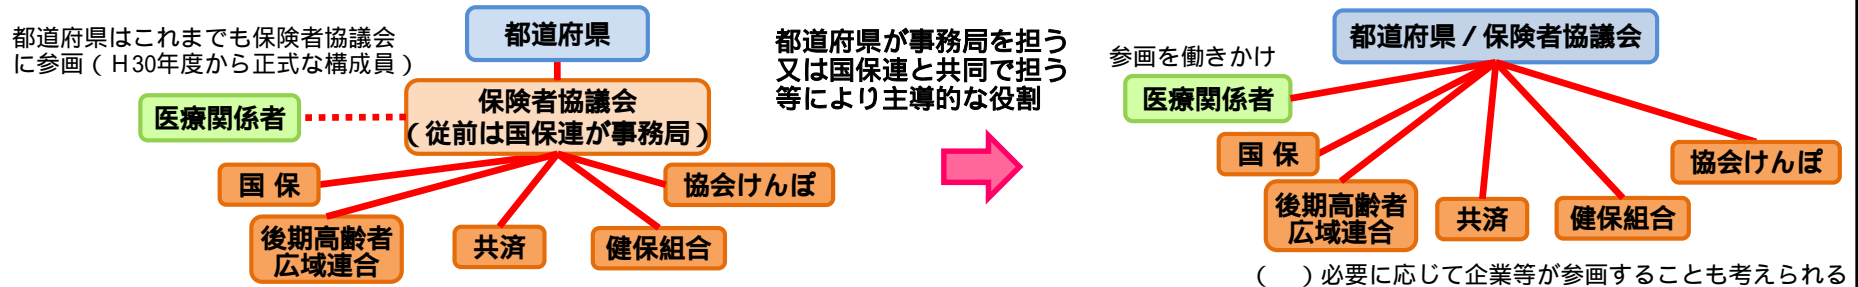 都道府県はこれまでも保険者協議会
に参画（H30年度から正式な構成員）
都道府県
保険者協議会
（従前は国保連が事務局）
医療関係者
国 保
後期高齢者
広域連合
共済
健保組合
協会けんぽ
都道府県が事務局を担う
又は国保連と共同で担う
等により主導的な役割
都道府県／保険者協議会
参画を働きかけ
医療関係者
国 保
後期高齢者
広域連合
共済
健保組合
協会けんぽ
（　）必要に応じて企業等が参画することも考えられる